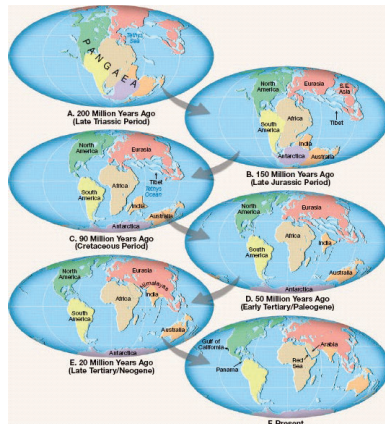 Tethys
Sea
PANGAEA
A. 200 Million Years Ago
(Late Triassic Period)
North
America
Eurasia
S.E.
Asia
Africa
South
America
India
Tibet
Antarctica
Australia
B. 150 Million Years Ago
(Late Jurassic Period)
North
America
Eurasia
Tibet
Tethys
Ocean
Africa
South
America
India
Australia
Antarctica
C. 90 Million Years Ago
(Cretaceous Period)
North
America
Eurasia
Africa
India
South
America
Australia
Antarctica
D. 50 Million Years Ago
(Early Tertiary/Paleogene)
North
America
Eurasia
Himalayas
Africa
India
South
America
Australia
Antarctica
E. 20 Million Years Ago
(Late Tertiary/Neogene)
Gulf of
California
Panama
Red
Sea
Arabia
F. Present